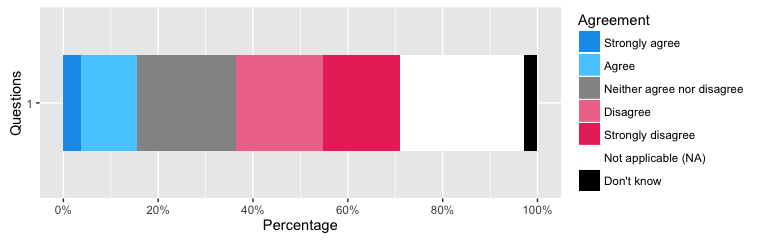 Agreement
Strongly agree
Agree
Neither agree nor disagree
Disagree
Strongly disagree
Not applicable (NA)
Don't know
Questions
1
0% 20% 40% 60% 80% 100%
Percentage